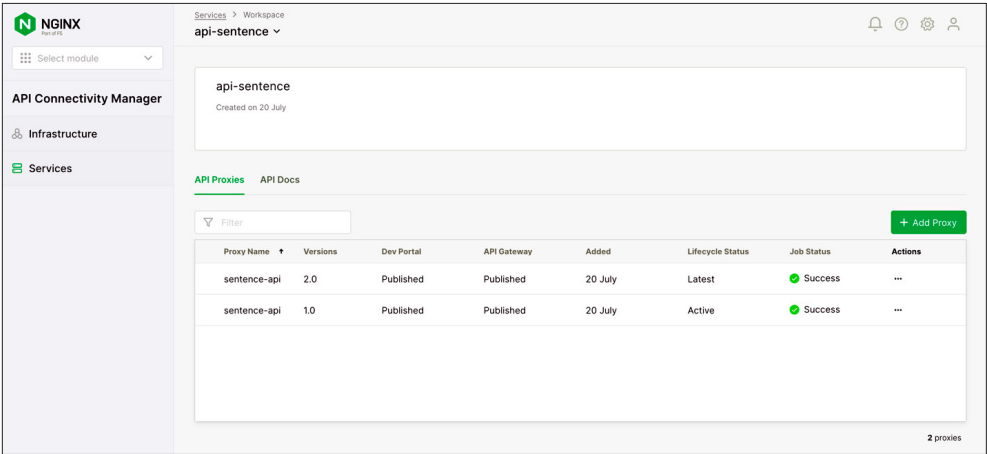 NGINX
Part of F5
Select module
API Connectivity Manager
Infrastructure
Services
Services > Workspace
api-sentence
api-sentence
Created on 20 July
API Proxies API Docs
Filter
+ Add Proxy
Proxy Name ↑ Versions Dev Portal API Gateway Added Lifecycle Status Job Status Actions
sentence-api 2.0 Published Published 20 July Latest Success ···
sentence-api 1.0 Published Published 20 July Active Success ···
2 proxies